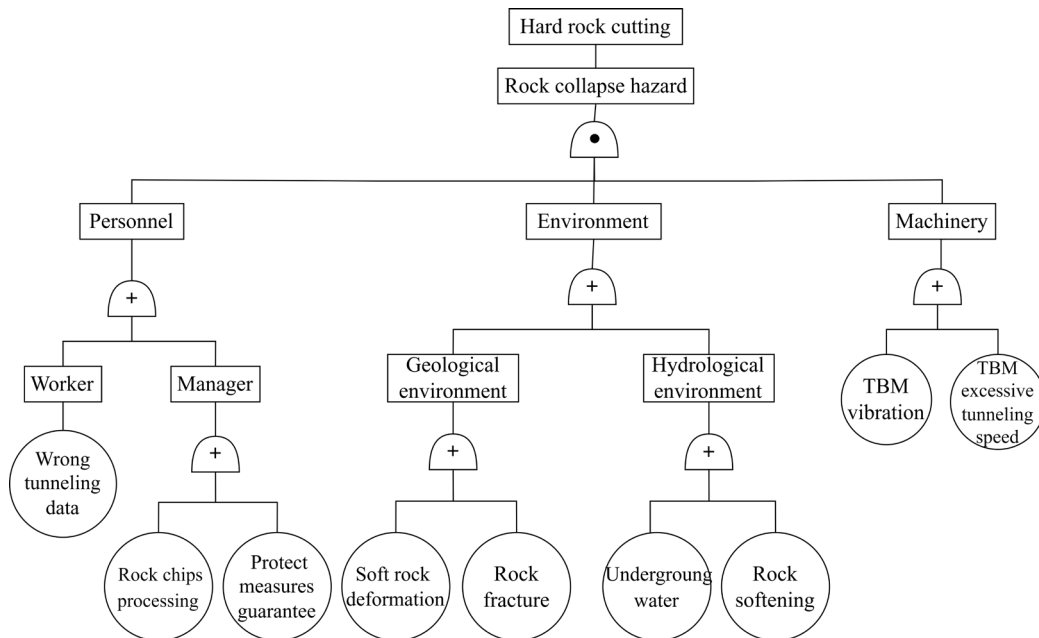 Hard rock cutting
Rock collapse hazard
Personnel
Environment
Machinery
+
+
+
Worker
Manager
Geological
environment
Hydrological
environment
TBM
vibration
TBM
excessive
tunneling
speed
Wrong
tunneling
data
+
+
+
Rock chips
processing
Protect
measures
guarantee
Soft rock
deformation
Rock
fracture
Undergroung
water
Rock
softening